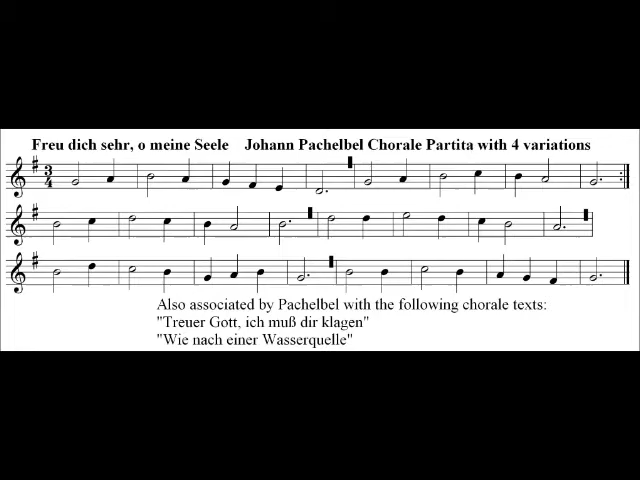 Freu dich sehr, o meine Seele Johann Pachelbel Chorale Partita with 4 variations
3
4
Also associated by Pachelbel with the following chorale texts:
"Treuer Gott, ich muß dir klagen"
"Wie nach einer Wasserquelle"